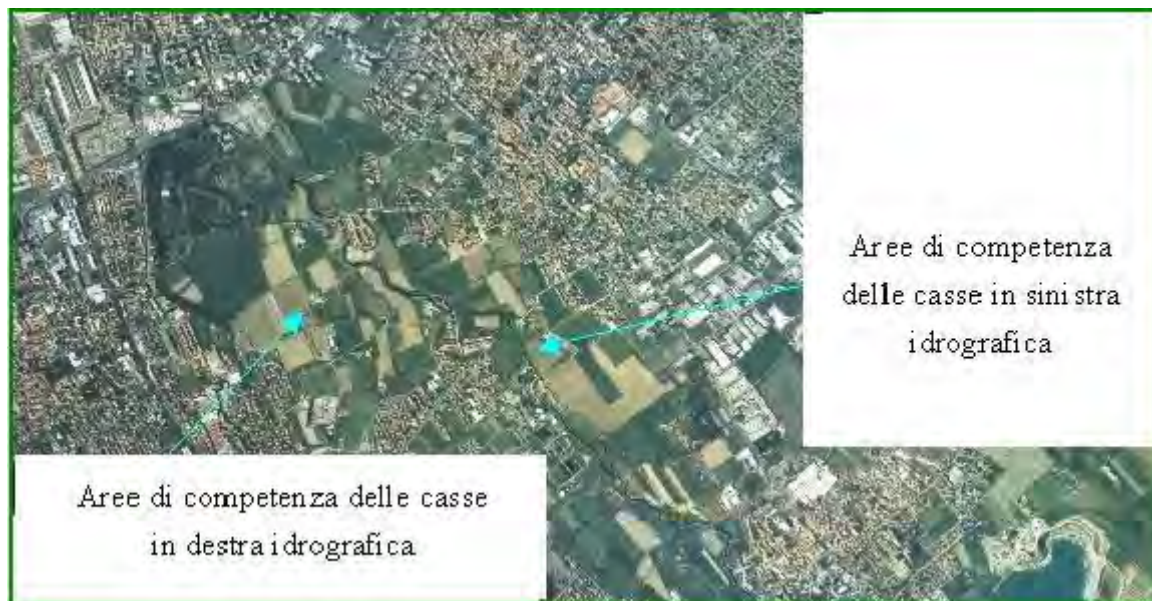 Aree di competenza
delle casse in sinistra
idrografica
Aree di competenza delle casse
in destra idrografica